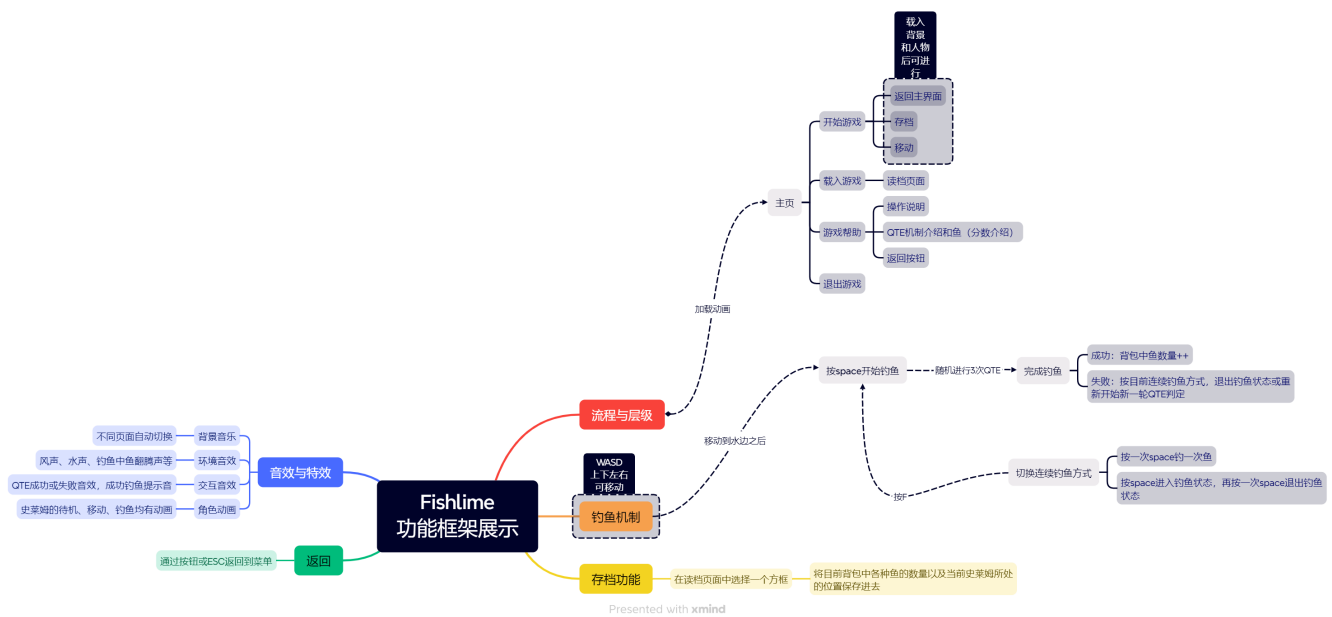 Fishlime
功能框架展示
流程与层级
加载动画
主页
开始游戏
载入
背景
和人物
后可进
行
返回主界面
存档
移动
载入游戏
读档页面
游戏帮助
操作说明
QTE机制介绍和鱼（分数介绍）
返回按钮
退出游戏
WASD
上下左右
可移动
钓鱼机制
移动到水边之后
按space开始钓鱼
随机进行3次QTE
完成钓鱼
成功：背包中鱼数量++
失败：按目前连续钓鱼方式，退出钓鱼状态或重
新开始新一轮QTE判定
按F
切换连续钓鱼方式
按一次space钓一次鱼
按space进入钓鱼状态，再按一次space退出钓鱼
状态
存档功能
在读档页面中选择一个方框
将目前背包中各种鱼的数量以及当前史莱姆所处
的位置保存进去
音效与特效
背景音乐
不同页面自动切换
环境音效
风声、水声、钓鱼中鱼翻腾声等
交互音效
QTE成功或失败音效，成功钓鱼提示音
角色动画
史莱姆的待机、移动、钓鱼均有动画
返回
通过按钮或ESC返回到菜单
Presented with xmind